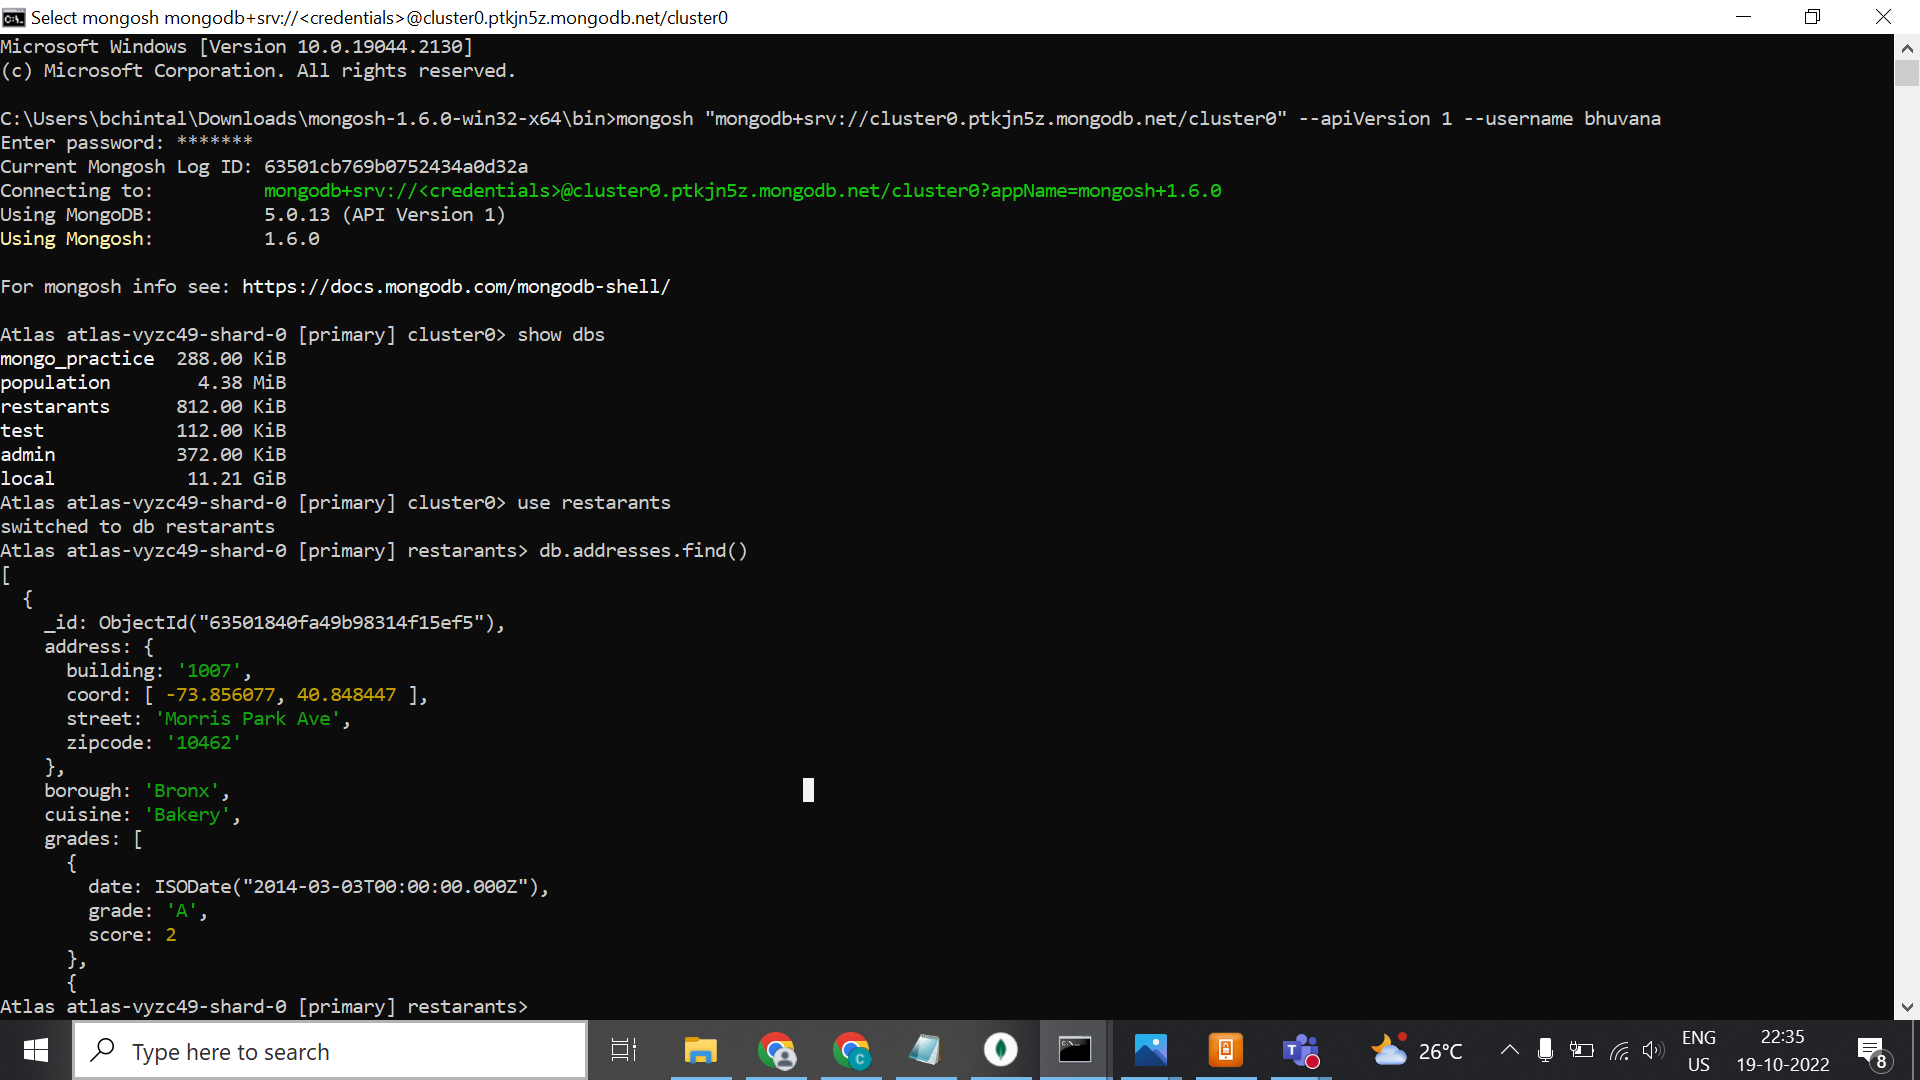 Select mongosh mongodb+srv://<credentials>@cluster0.ptkjn5z.mongodb.net/cluster0
Microsoft Windows [Version 10.0.19044.2130]
(c) Microsoft Corporation. All rights reserved.
C:\Users\bchintal\Downloads\mongosh-1.6.0-win32-x64\bin>mongosh "mongodb+srv://cluster0.ptkjn5z.mongodb.net/cluster0" --apiVersion 1 --username bhuvana
Enter password: *******
Current Mongosh Log ID: 63501cb769b0752434a0d32a
Connecting to: mongodb+srv://<credentials>@cluster0.ptkjn5z.mongodb.net/cluster0?appName=mongosh+1.6.0
Using MongoDB: 5.0.13 (API Version 1)
Using Mongosh: 1.6.0
For mongosh info see: https://docs.mongodb.com/mongodb-shell/
Atlas atlas-vyzc49-shard-0 [primary] cluster0> show dbs
mongo_practice 288.00 KiB
population 4.38 MiB
restarants 812.00 KiB
test 112.00 KiB
admin 372.00 KiB
local 11.21 GiB
Atlas atlas-vyzc49-shard-0 [primary] cluster0> use restarants
switched to db restarants
Atlas atlas-vyzc49-shard-0 [primary] restarants> db.addresses.find()
[
{
_id: ObjectId("63501840fa49b98314f15ef5"),
address: {
building: '1007',
coord: [ -73.856077, 40.848447 ],
street: 'Morris Park Ave',
zipcode: '10462'
},
borough: 'Bronx',
cuisine: 'Bakery',
grades: [
{
date: ISODate("2014-03-03T00:00:00.000Z"),
grade: 'A',
score: 2
},
{
Atlas atlas-vyzc49-shard-0 [primary] restarants>
Type here to search
26°C
ENG
US
22:35
19-10-2022
8